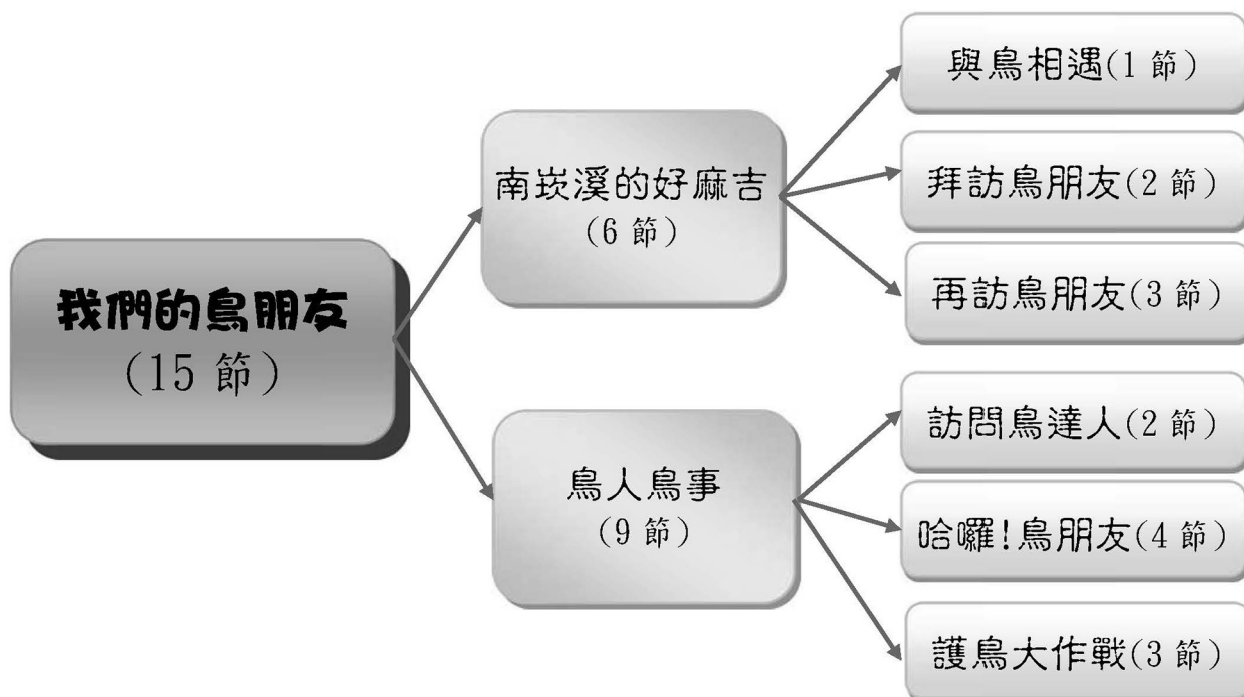 我們的鳥朋友
(15 節)
南崁溪的好麻吉
(6 節)
與鳥相遇(1 節)
拜訪鳥朋友(2 節)
再訪鳥朋友(3 節)
鳥人鳥事
(9 節)
訪問鳥達人(2 節)
哈囉!鳥朋友(4 節)
護鳥大作戰(3 節)